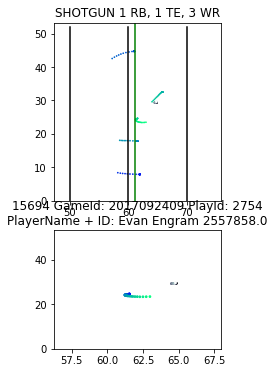 SHOTGUN 1 RB, 1 TE, 3 WR
50
40
30
20
10
0
50 60 70
15694 GameId: 2017092409 PlayId: 2754
PlayerName + ID: Evan Engram 2557858.0
40
20
0
57.5 60.0 62.5 65.0 67.5